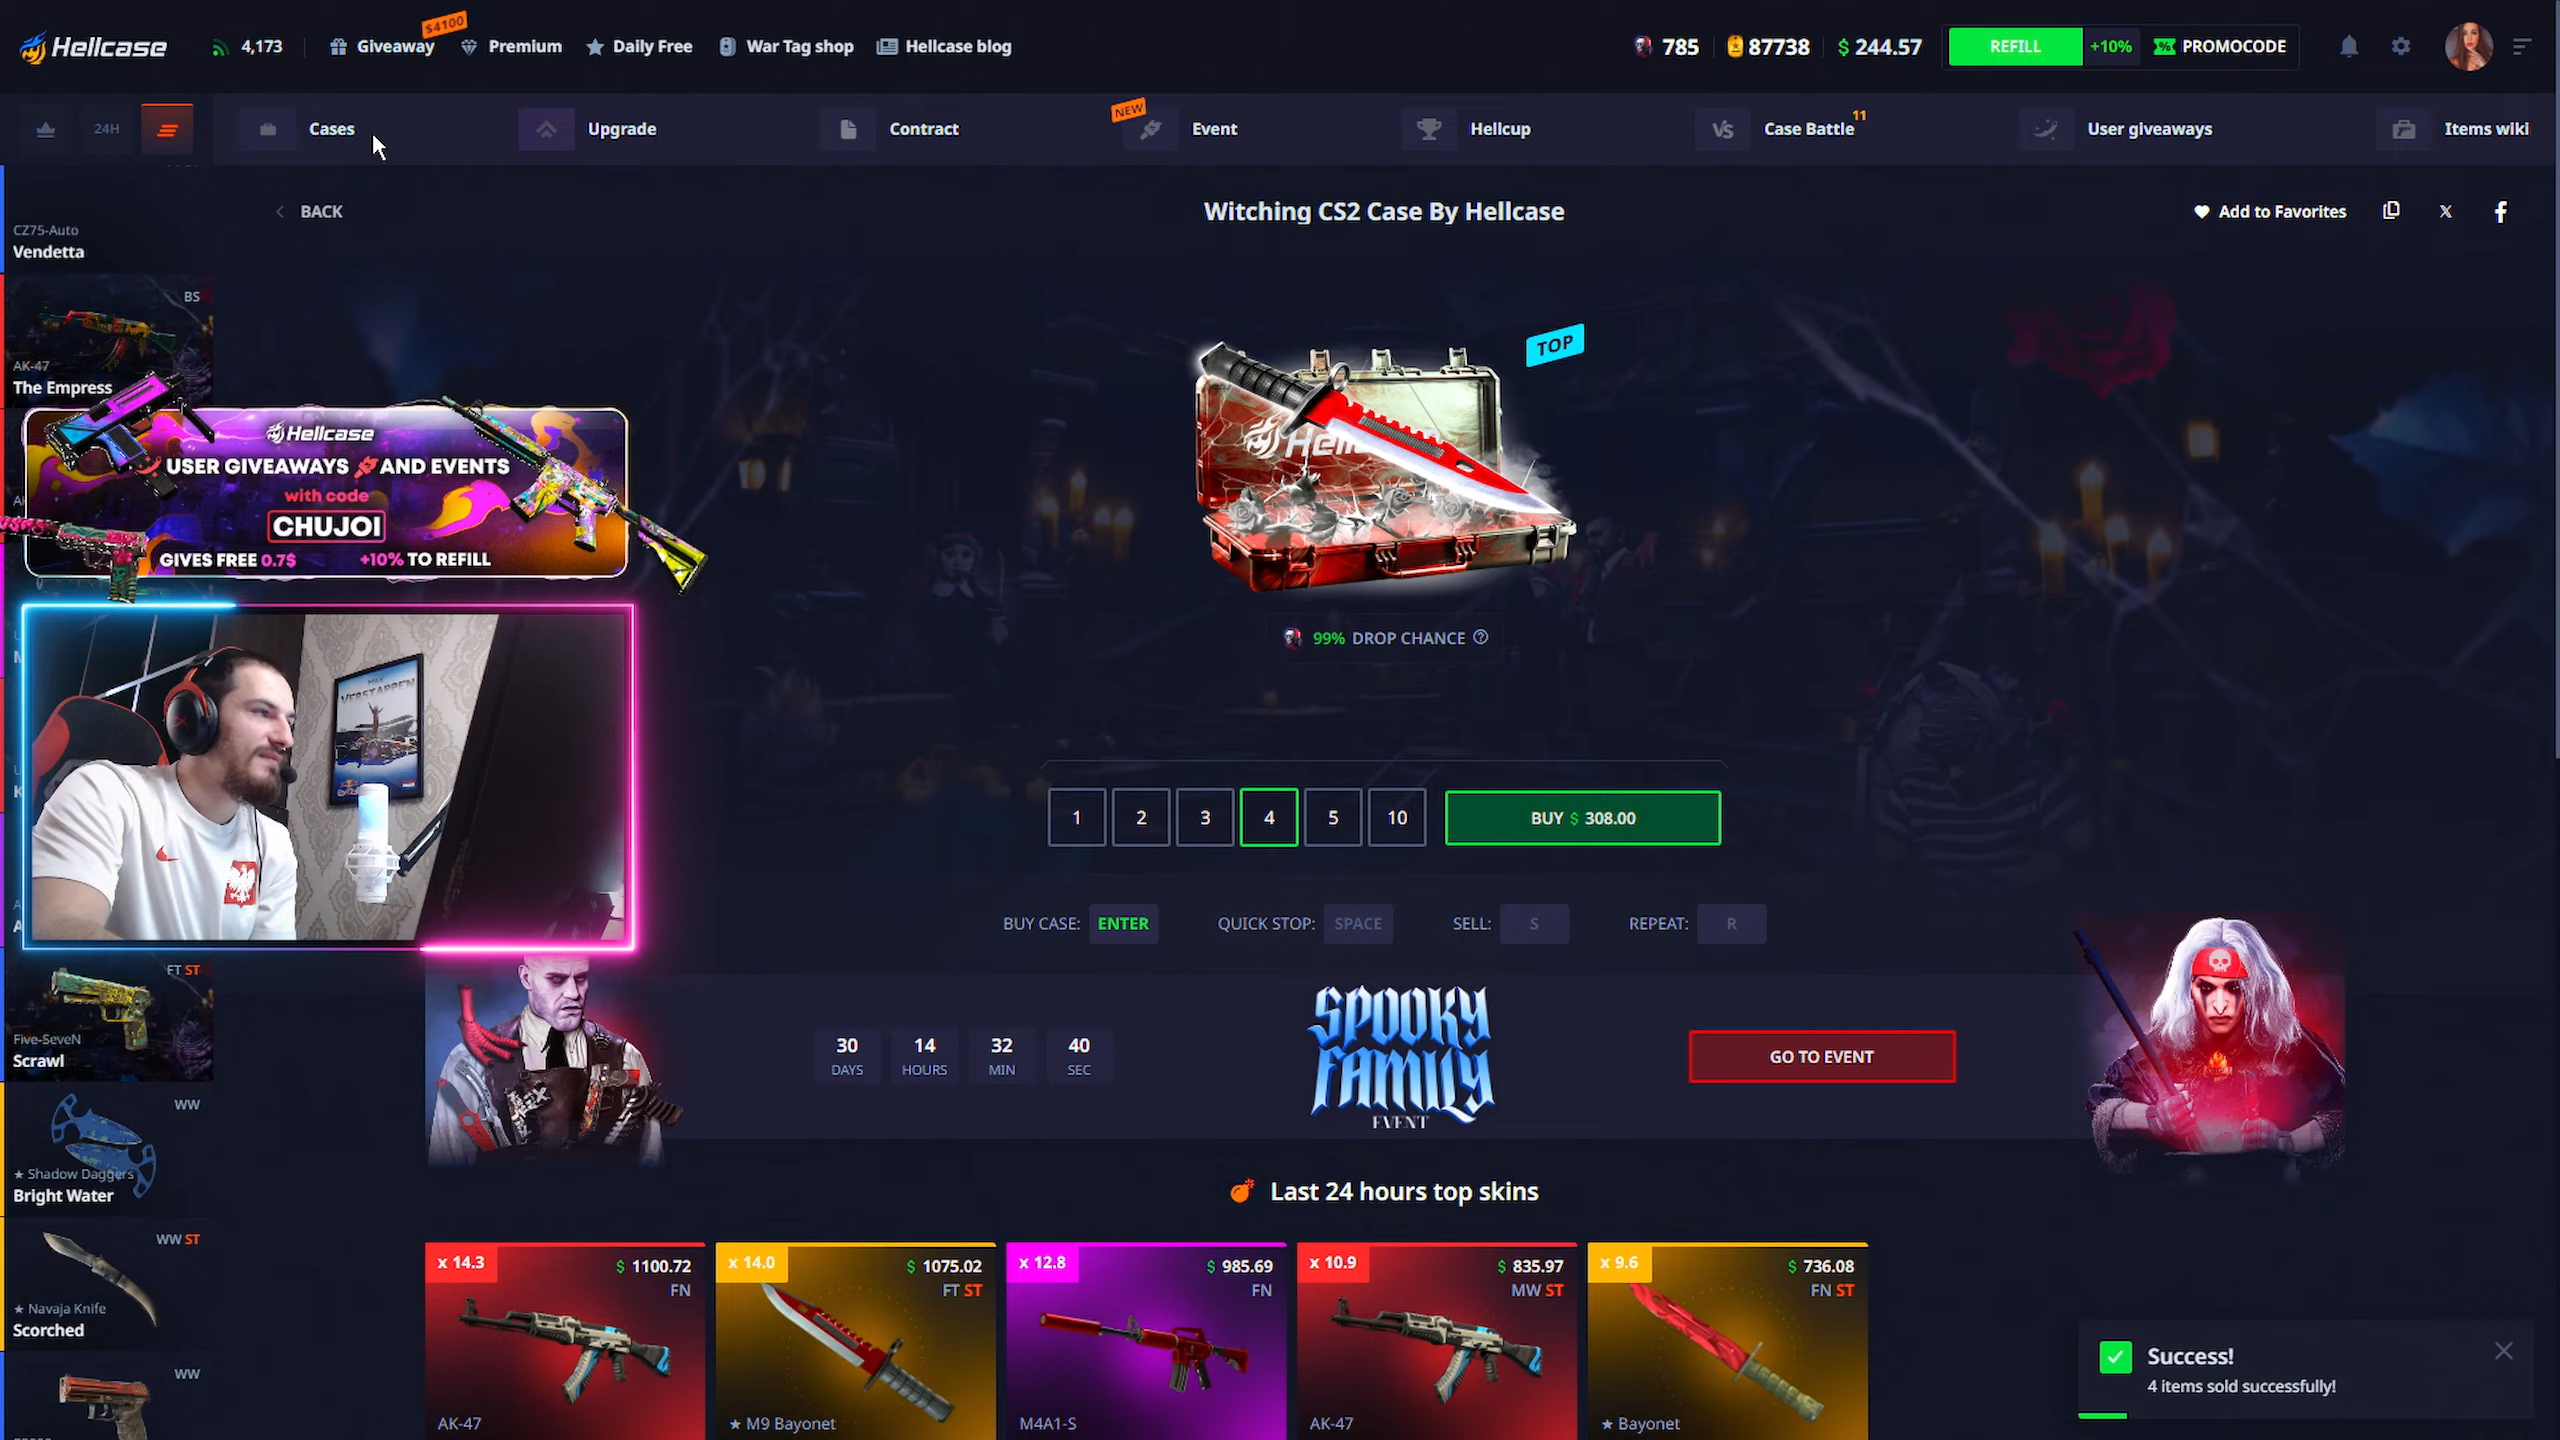 Hellcase
4,173
Giveaway
$4100
Premium
Daily Free
War Tag shop
Hellcase blog
785
87738
$ 244.57
REFILL
+10%
PROMOCODE
24H
Cases
Upgrade
Contract
NEW
Event
Hellcup
VS
Case Battle
11
User giveaways
Items wiki
BACK
Witching CS2 Case By Hellcase
Add to Favorites
CZ75-Auto
Vendetta
BS
AK-47
The Empress
Hellcase
USER GIVEAWAYS AND EVENTS
with code
CHUJOI
GIVES FREE 0.7$ +10% TO REFILL
TOP
99% DROP CHANCE
MAX
VERSTAPPEN
1
2
3
4
5
10
BUY $ 308.00
BUY CASE: ENTER
QUICK STOP: SPACE
SELL: S
REPEAT: R
FT ST
Five-SeveN
Scrawl
30
DAYS
14
HOURS
32
MIN
40
SEC
SPOOKY
FAMILY
EVENT
GO TO EVENT
WW
★ Shadow Daggers
Bright Water
WW ST
★ Navaja Knife
Scorched
WW
Last 24 hours top skins
x 14.3
$ 1100.72
FN
AK-47
x 14.0
$ 1075.02
FT ST
★ M9 Bayonet
x 12.8
$ 985.69
FN
M4A1-S
x 10.9
$ 835.97
MW ST
AK-47
x 9.6
$ 736.08
FN ST
★ Bayonet
Success!
4 items sold successfully!